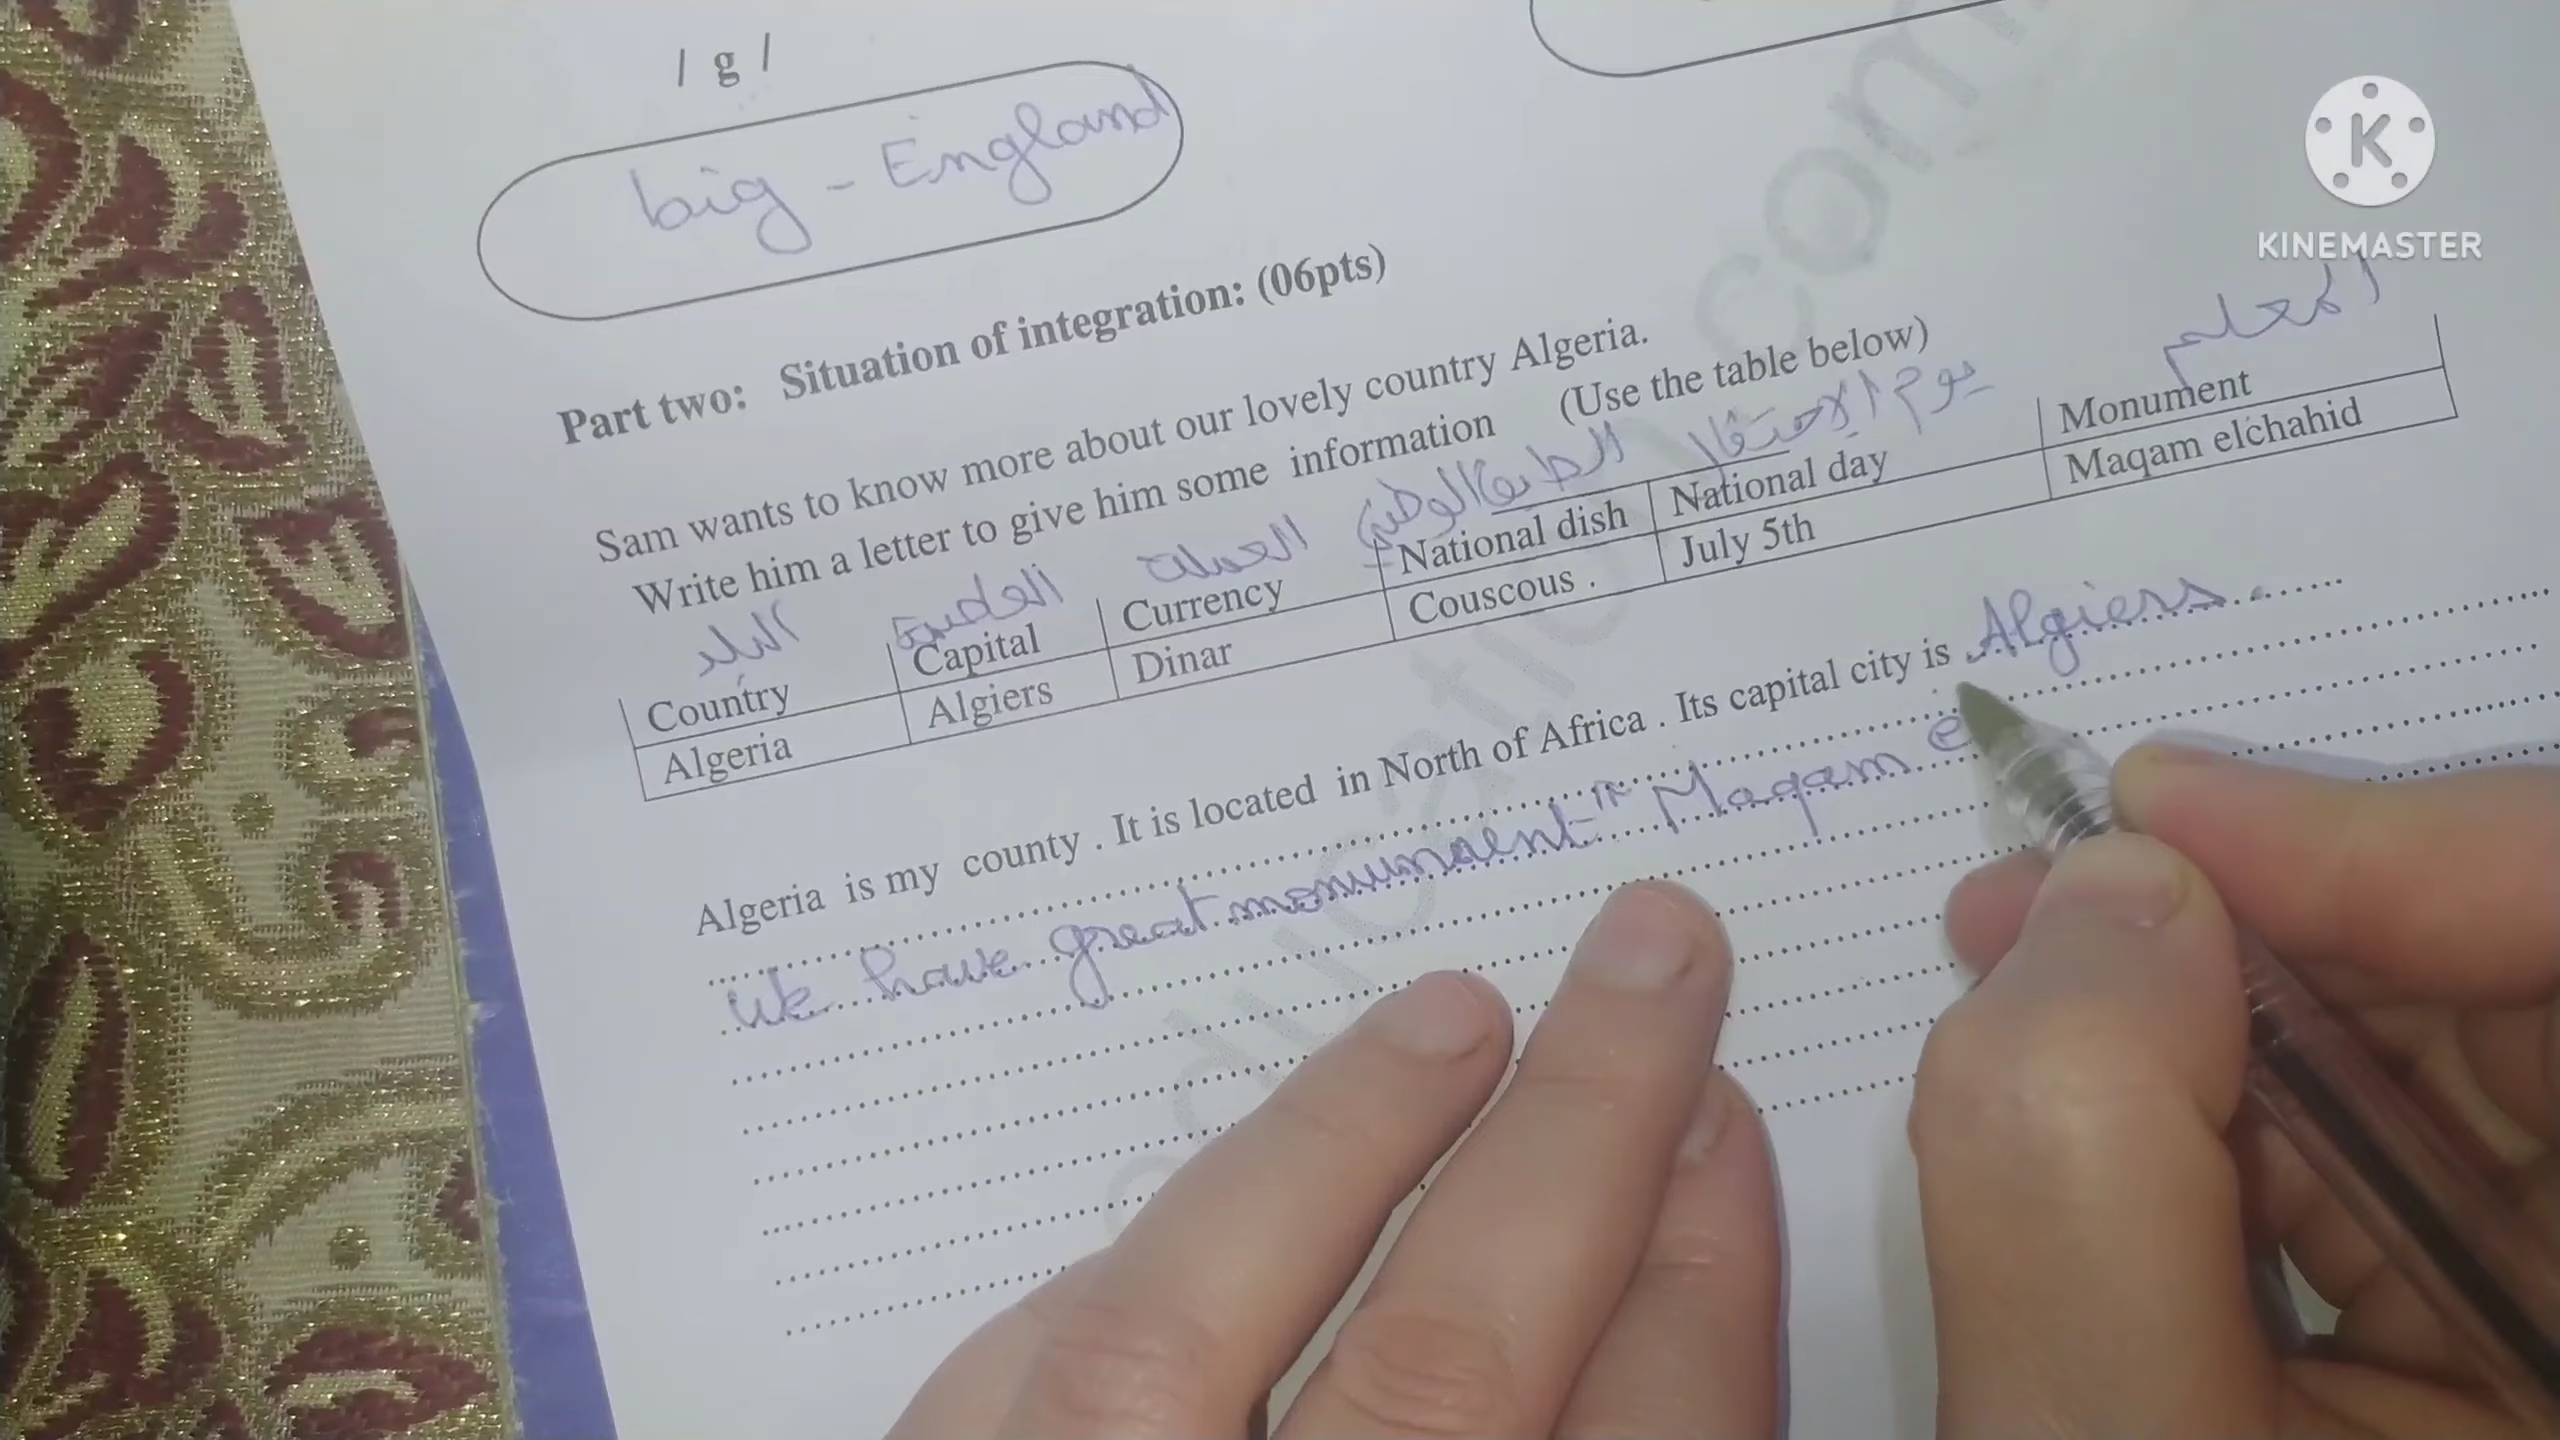 / g /
big - England
K
KINEMASTER
Part two: Situation of integration: (06pts)
Sam wants to know more about our lovely country Algeria.
Write him a letter to give him some information (Use the table below)
البلد العاصمة العملة الطبق الوطني يوم الإستقلال المعلم
Country Capital Currency National dish National day Monument
Algeria Algiers Dinar Couscous . July 5th Maqam elchahid
Algeria is my county . It is located in North of Africa . Its capital city is Algiers.
We have great monument " Maqam e